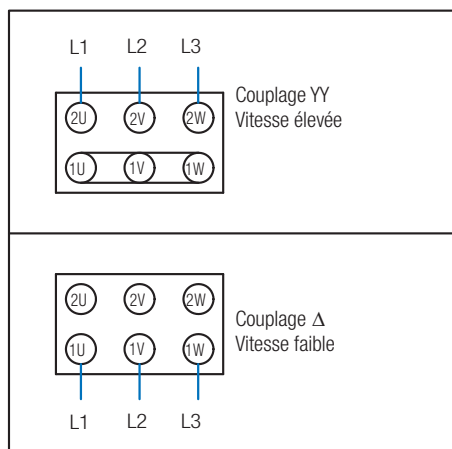 L1 L2 L3
2U 2V 2W
Couplage YY
Vitesse élevée
1U 1V 1W
2U 2V 2W
Couplage Δ
Vitesse faible
1U 1V 1W
L1 L2 L3